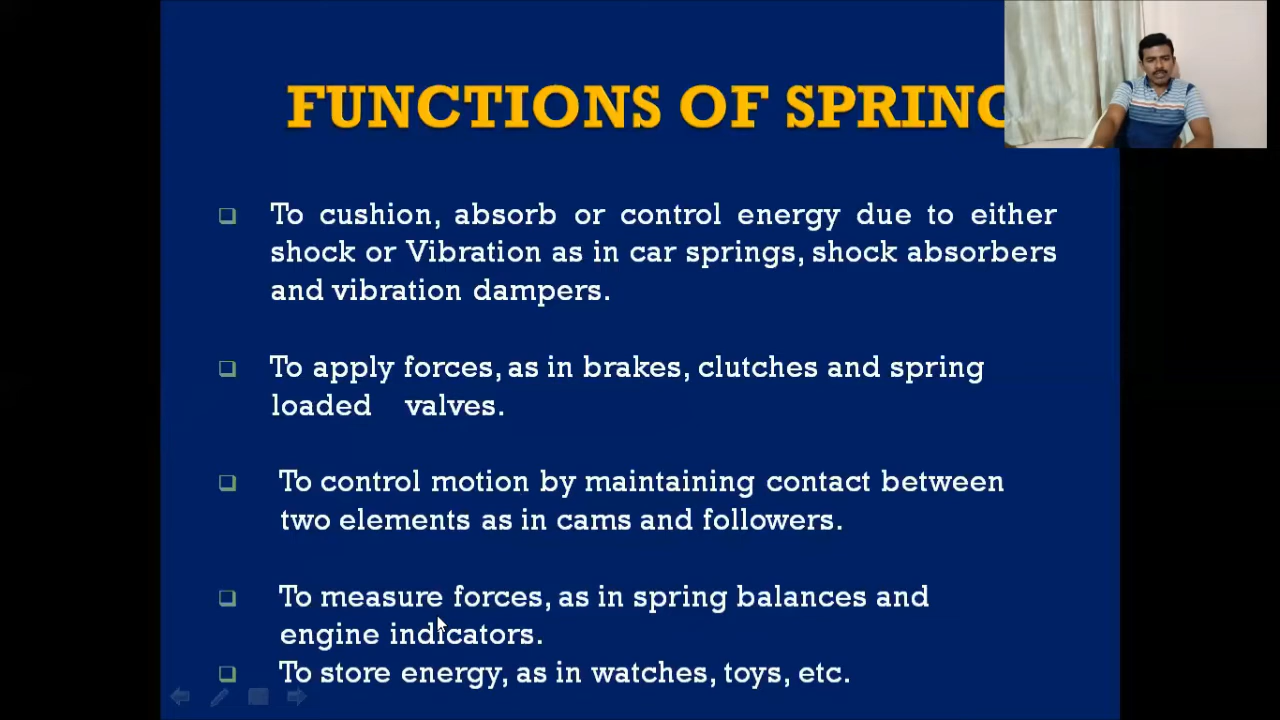 FUNCTIONS OF SPRING
To cushion, absorb or control energy due to either
shock or Vibration as in car springs, shock absorbers
and vibration dampers.
To apply forces, as in brakes, clutches and spring
loaded valves.
To control motion by maintaining contact between
two elements as in cams and followers.
To measure forces, as in spring balances and
engine indicators.
To store energy, as in watches, toys, etc.